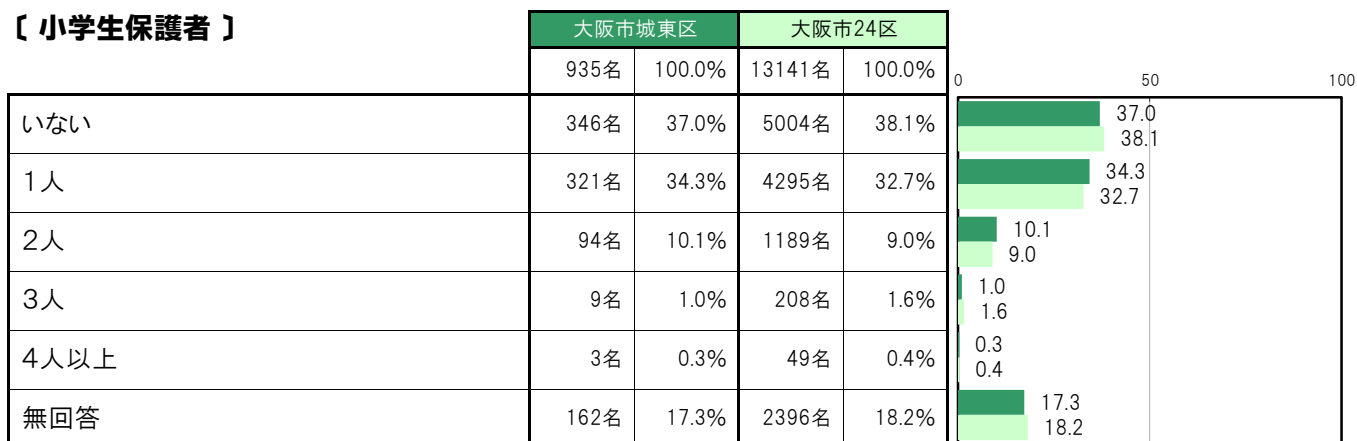 〔 小学生保護者 〕
大阪市城東区 大阪市24区
935名 100.0% 13141名 100.0%
0 50 100
いない 346名 37.0% 5004名 38.1% 37.0
38.1
1人 321名 34.3% 4295名 32.7% 34.3
32.7
2人 94名 10.1% 1189名 9.0% 10.1
9.0
3人 9名 1.0% 208名 1.6% 1.0
1.6
4人以上 3名 0.3% 49名 0.4% 0.3
0.4
無回答 162名 17.3% 2396名 18.2% 17.3
18.2